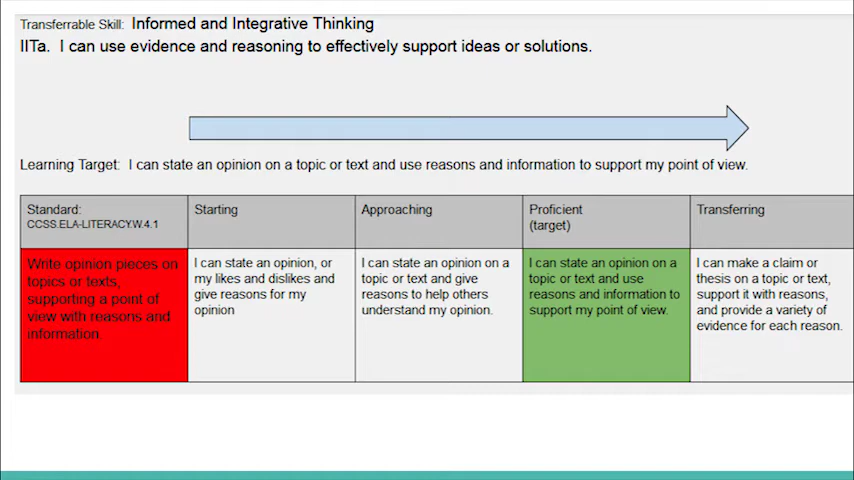 Transferrable Skill: Informed and Integrative Thinking
IITa. I can use evidence and reasoning to effectively support ideas or solutions.
Learning Target: I can state an opinion on a topic or text and use reasons and information to support my point of view.
Standard:
CCSS.ELA-LITERACY.W.4.1
Starting
Approaching
Proficient
(target)
Transferring
Write opinion pieces on
topics or texts,
supporting a point of
view with reasons and
information.
I can state an opinion, or
my likes and dislikes and
give reasons for my
opinion
I can state an opinion on a
topic or text and give
reasons to help others
understand my opinion.
I can state an opinion on a
topic or text and use
reasons and information to
support my point of view.
I can make a claim or
thesis on a topic or text,
support it with reasons,
and provide a variety of
evidence for each reason.